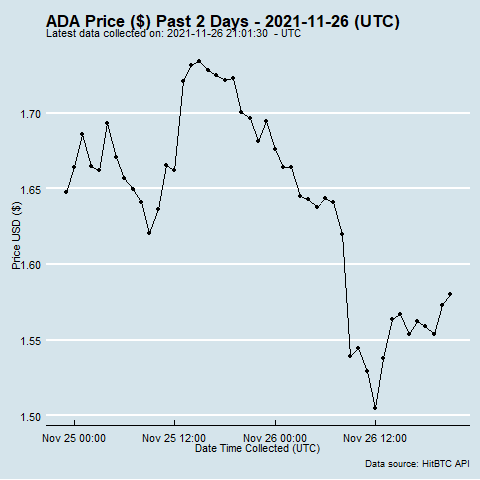 ADA Price ($) Past 2 Days - 2021-11-26 (UTC)
Latest data collected on: 2021-11-26 21:01:30 - UTC
1.70
1.65
1.60
1.55
1.50
Price USD ($)
Nov 25 00:00 Nov 25 12:00 Nov 26 00:00 Nov 26 12:00
Date Time Collected (UTC)
Data source: HitBTC API